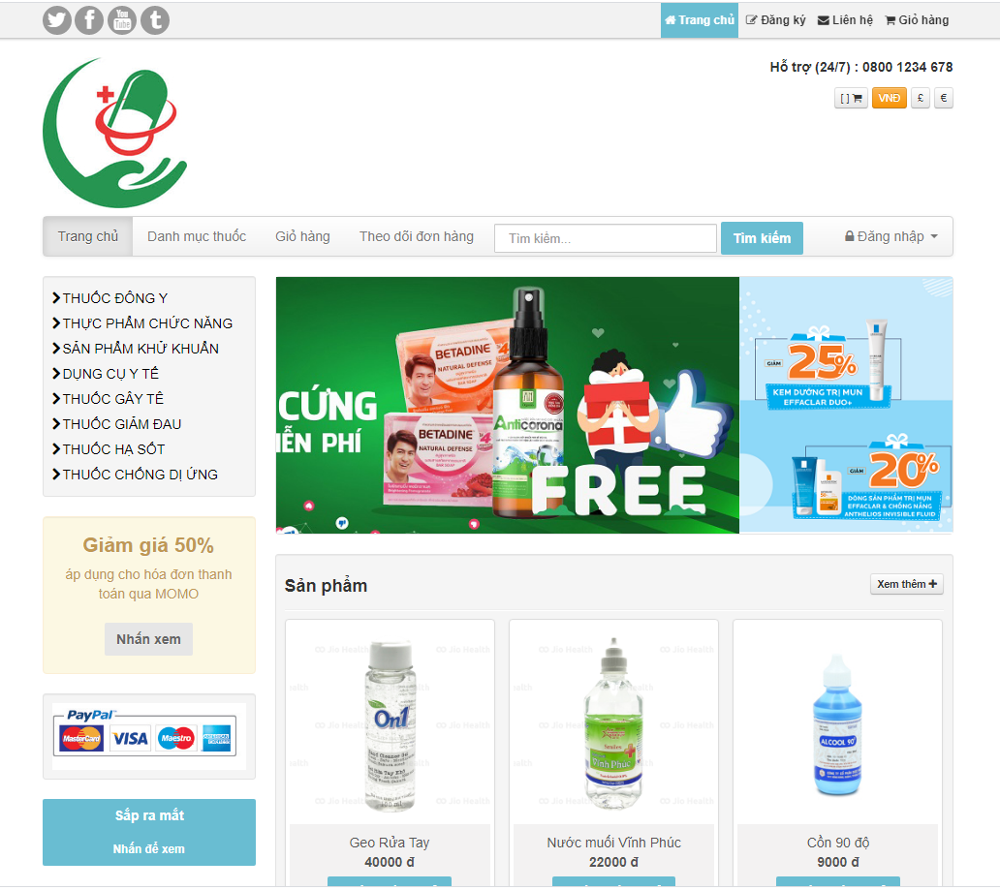 Trang chủ Đăng ký Liên hệ Giỏ hàng
Hỗ trợ (24/7) : 0800 1234 678
[ ] VNĐ £ €
Trang chủ Danh mục thuốc Giỏ hàng Theo dõi đơn hàng Tìm kiếm... Tìm kiếm Đăng nhập
THUỐC ĐÔNG Y
THỰC PHẨM CHỨC NĂNG
SẢN PHẨM KHỬ KHUẨN
DỤNG CỤ Y TẾ
THUỐC GÂY TÊ
THUỐC GIẢM ĐAU
THUỐC HẠ SỐT
THUỐC CHỐNG DỊ ỨNG
CỨNG
IỄN PHÍ
BETADINE
NATURAL DEFENSE
BETADINE
NATURAL DEFENSE
Anticorona
FREE
GIẢM 25%
KEM DƯỠNG TRỊ MỤN
EFFACLAR DUO+
GIẢM 20%
DÒNG SẢN PHẨM TRỊ MỤN
EFFACLAR & CHỐNG NẮNG
ANTHELIOS INVISIBLE FLUID
Giảm giá 50%
áp dụng cho hóa đơn thanh
toán qua MOMO
Nhấn xem
PayPal
MasterCard VISA Maestro AMERICAN EXPRESS
Sắp ra mắt
Nhấn để xem
Sản phẩm
Xem thêm
Jio Health
On1
Geo Rửa Tay
40000 đ
Jio Health
Smiles
Vĩnh Phúc
Nước muối Vĩnh Phúc
22000 đ
ALCOOL 90°
Cồn 90 độ
9000 đ